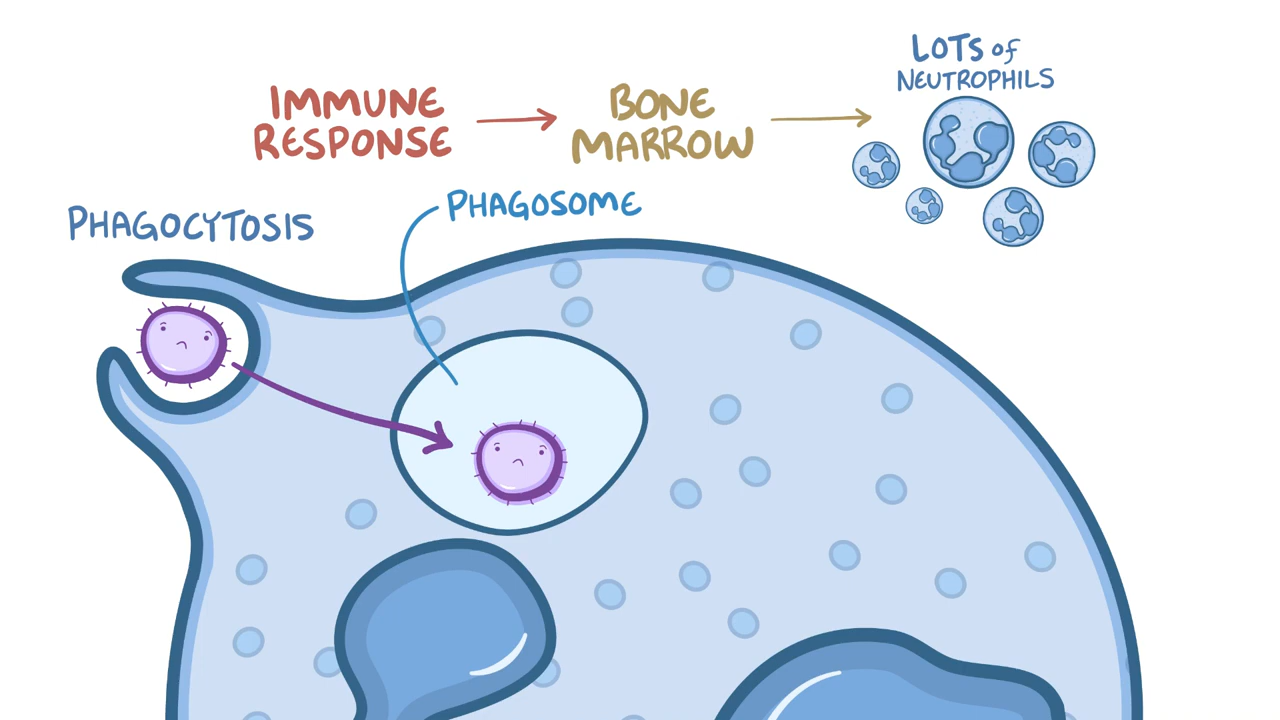 LOTS of
NEUTROPHILS
IMMUNE
RESPONSE
BONE
MARROW
PHAGOSOME
PHAGOCYTOSIS